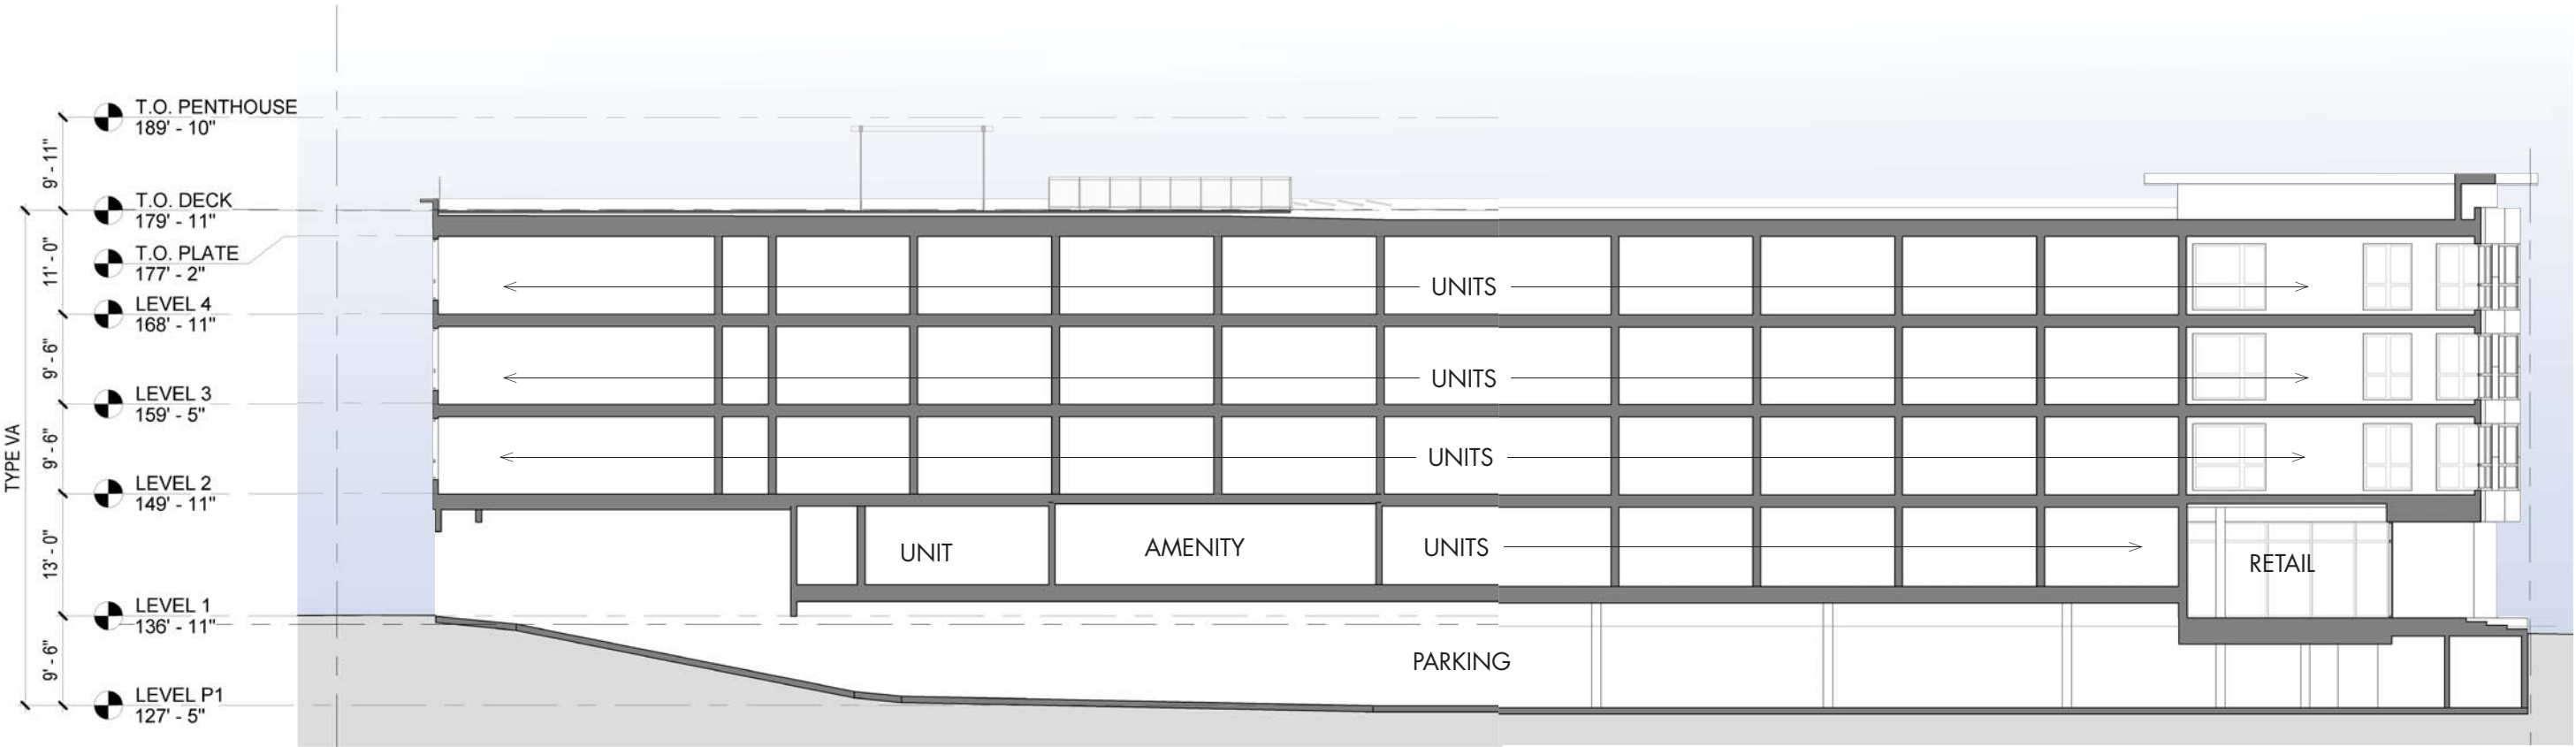 T.O. PENTHOUSE
189' - 10"
9' - 11"
T.O. DECK
179' - 11"
11' - 0"
T.O. PLATE
177' - 2"
UNITS
LEVEL 4
168' - 11"
9' - 6"
UNITS
LEVEL 3
159' - 5"
TYPE VA
9' - 6"
UNITS
LEVEL 2
149' - 11"
13' - 0"
UNIT
AMENITY
UNITS
RETAIL
LEVEL 1
136' - 11"
9' - 6"
PARKING
LEVEL P1
127' - 5"